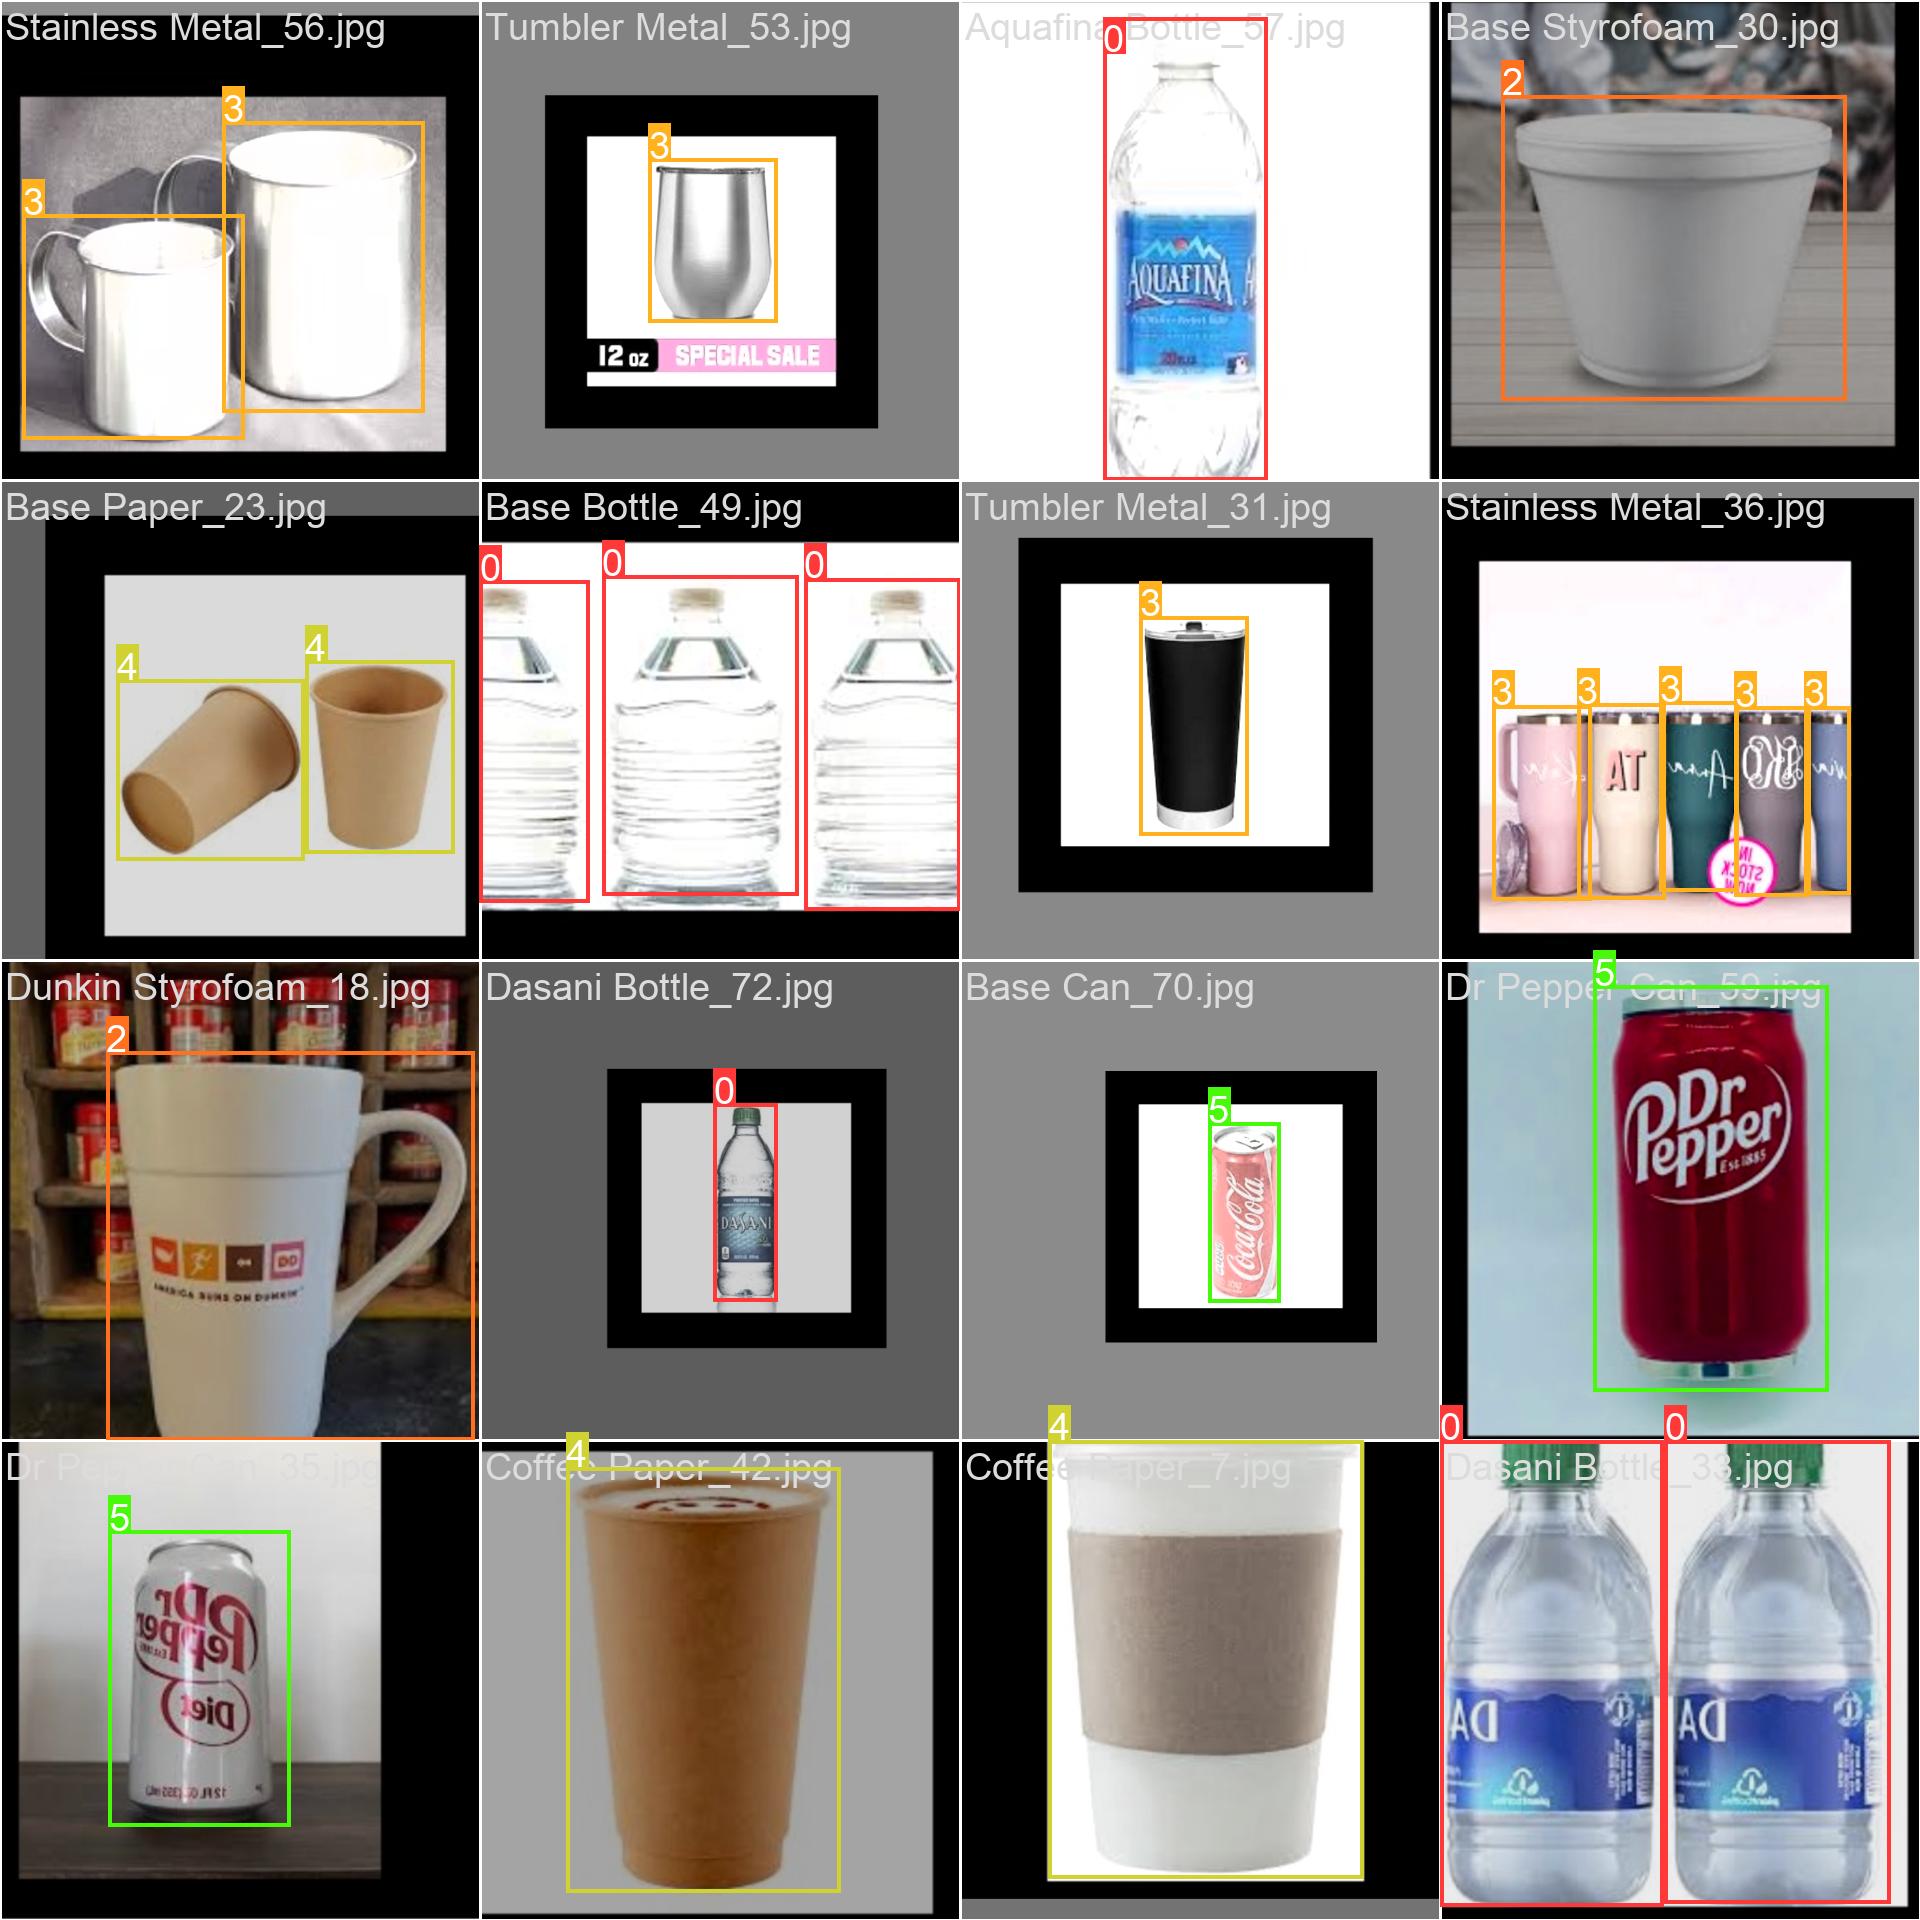 Stainless Metal_56.jpg
3
3
Tumbler Metal_53.jpg
3
12 oz SPECIAL SALE
Aquafina Bottle_57.jpg
0
AQUAFINA
Base Styrofoam_30.jpg
2
Base Paper_23.jpg
4
4
Base Bottle_49.jpg
0
0
0
Tumbler Metal_31.jpg
3
Stainless Metal_36.jpg
3
3
3
3
3
AT
Anna
IN
STOCK
NOW
Dunkin Styrofoam_18.jpg
2
DD
AMERICA RUNS ON DUNKIN'
Dasani Bottle_72.jpg
0
DASANI
Base Can_70.jpg
5
Coca-Cola
Dr Pepper Can_59.jpg
5
Dr
Pepper
Est 1885
Dr Pepper Can_35.jpg
5
Dr
Pepper
Diet
12 FL OZ (355 mL)
Coffee Paper_42.jpg
4
Coffee Paper_7.jpg
4
Dasani Bottle_33.jpg
0
0
DA
DA